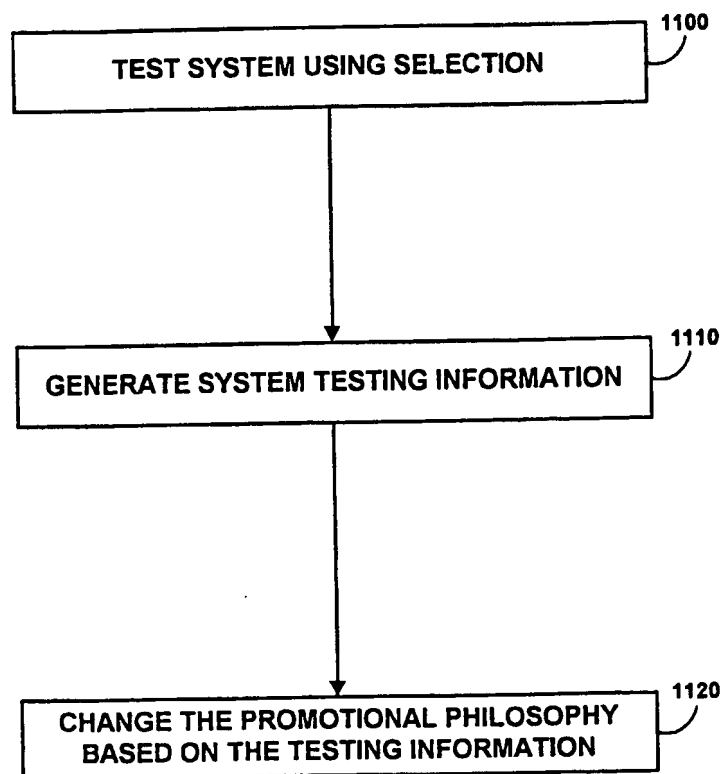 1100
TEST SYSTEM USING SELECTION
1110
GENERATE SYSTEM TESTING INFORMATION
1120
CHANGE THE PROMOTIONAL PHILOSOPHY
BASED ON THE TESTING INFORMATION